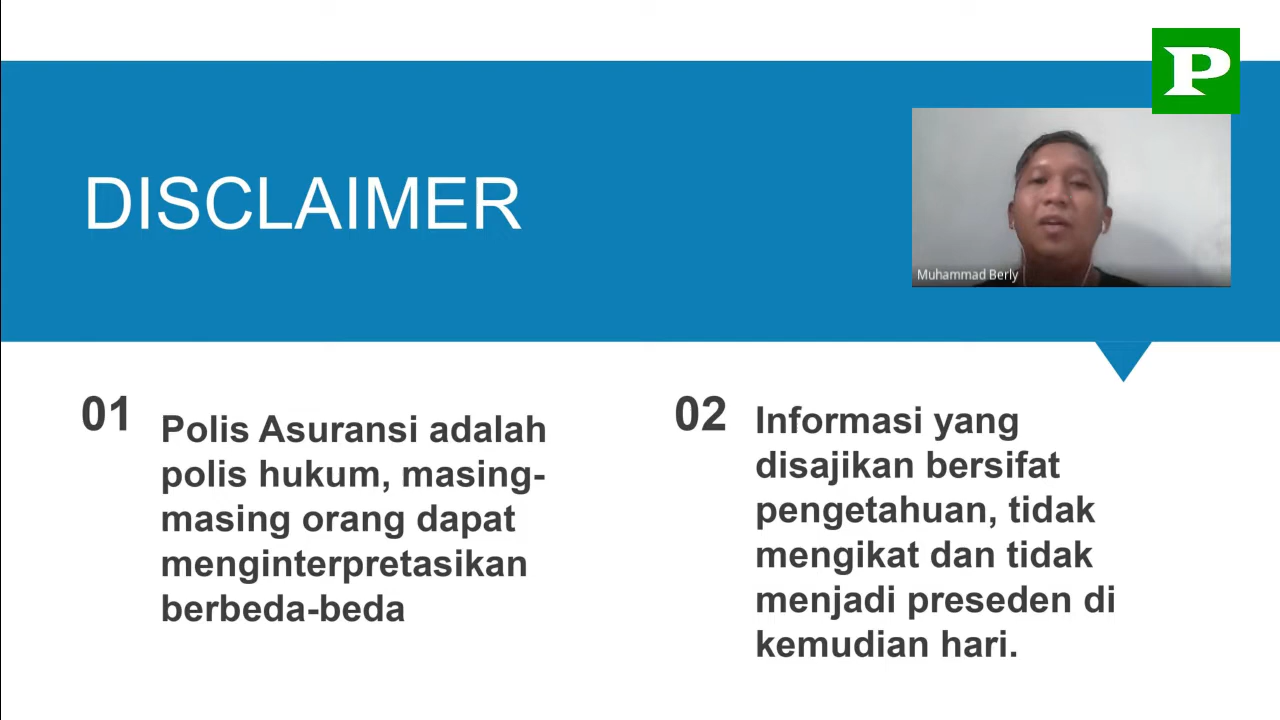 P
DISCLAIMER
Muhammad Berly
01
Polis Asuransi adalah
polis hukum, masing-
masing orang dapat
menginterpretasikan
berbeda-beda
02
Informasi yang
disajikan bersifat
pengetahuan, tidak
mengikat dan tidak
menjadi preseden di
kemudian hari.